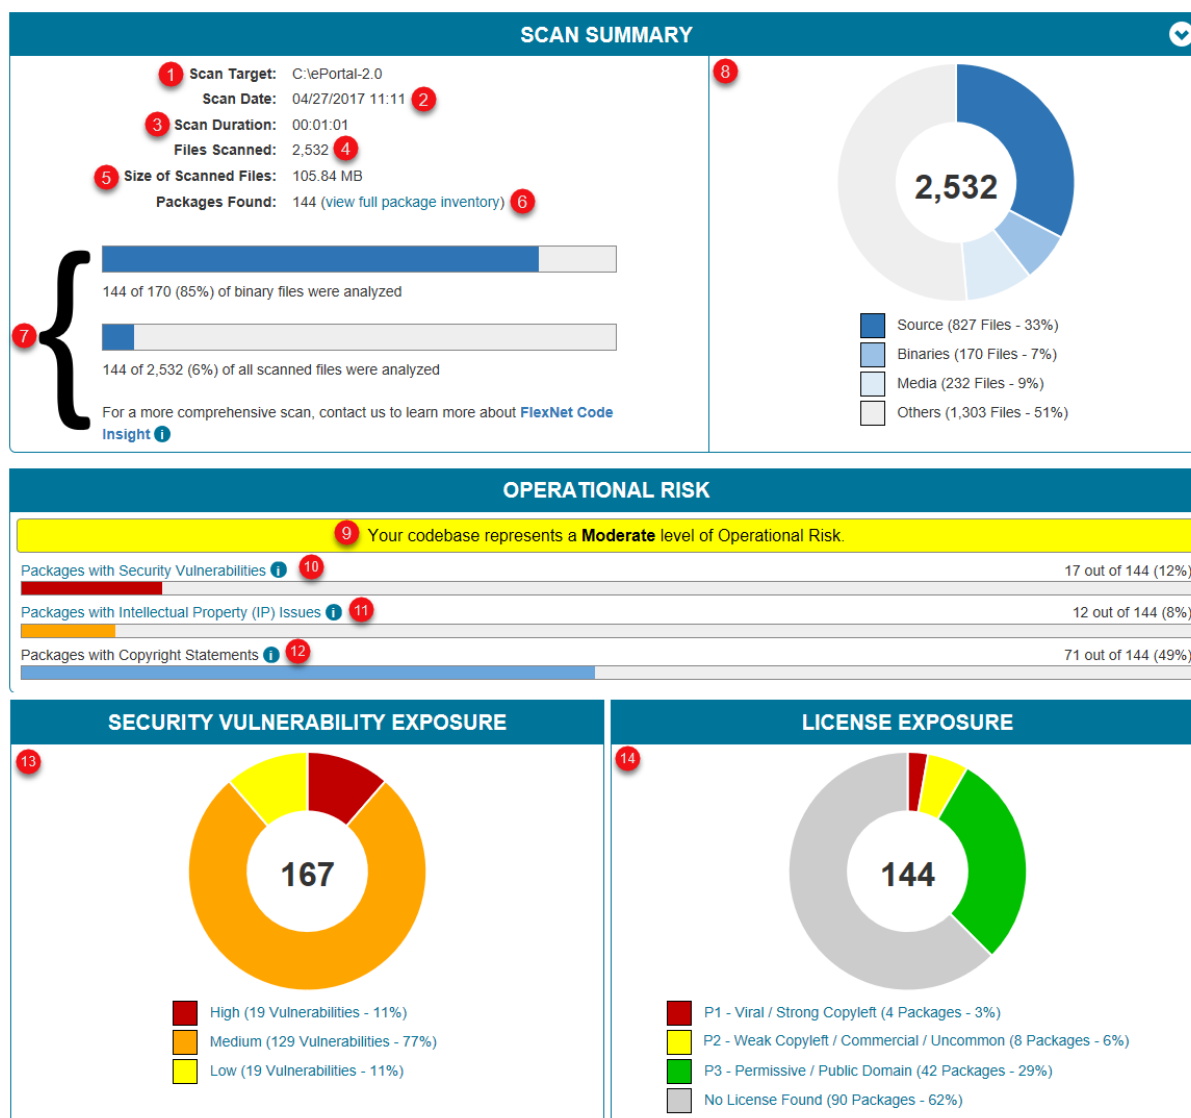 SCAN SUMMARY
1 Scan Target: C:\ePortal-2.0
Scan Date: 04/27/2017 11:11 2
3 Scan Duration: 00:01:01
Files Scanned: 2,532 4
5 Size of Scanned Files: 105.84 MB
Packages Found: 144 (view full package inventory) 6
7
144 of 170 (85%) of binary files were analyzed
144 of 2,532 (6%) of all scanned files were analyzed
For a more comprehensive scan, contact us to learn more about FlexNet Code
Insight i
8
2,532
Source (827 Files - 33%)
Binaries (170 Files - 7%)
Media (232 Files - 9%)
Others (1,303 Files - 51%)
OPERATIONAL RISK
9 Your codebase represents a Moderate level of Operational Risk.
Packages with Security Vulnerabilities i 10 17 out of 144 (12%)
Packages with Intellectual Property (IP) Issues i 11 12 out of 144 (8%)
Packages with Copyright Statements i 12 71 out of 144 (49%)
SECURITY VULNERABILITY EXPOSURE
13
167
High (19 Vulnerabilities - 11%)
Medium (129 Vulnerabilities - 77%)
Low (19 Vulnerabilities - 11%)
LICENSE EXPOSURE
14
144
P1 - Viral / Strong Copyleft (4 Packages - 3%)
P2 - Weak Copyleft / Commercial / Uncommon (8 Packages - 6%)
P3 - Permissive / Public Domain (42 Packages - 29%)
No License Found (90 Packages - 62%)